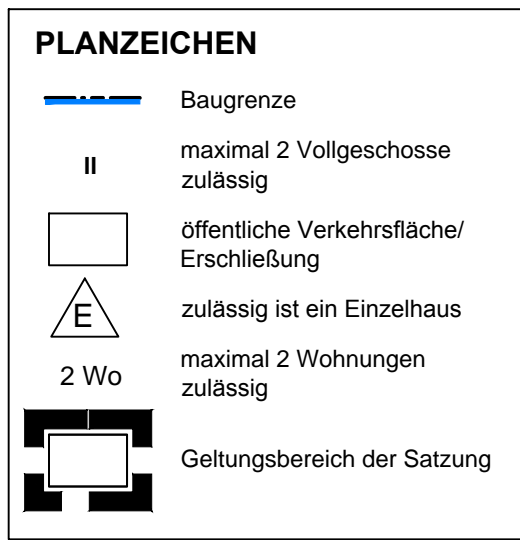 PLANZEICHEN
Baugrenze
II
maximal 2 Vollgeschosse
zulässig
öffentliche Verkehrsfläche/
Erschließung
E
zulässig ist ein Einzelhaus
2 Wo
maximal 2 Wohnungen
zulässig
Geltungsbereich der Satzung